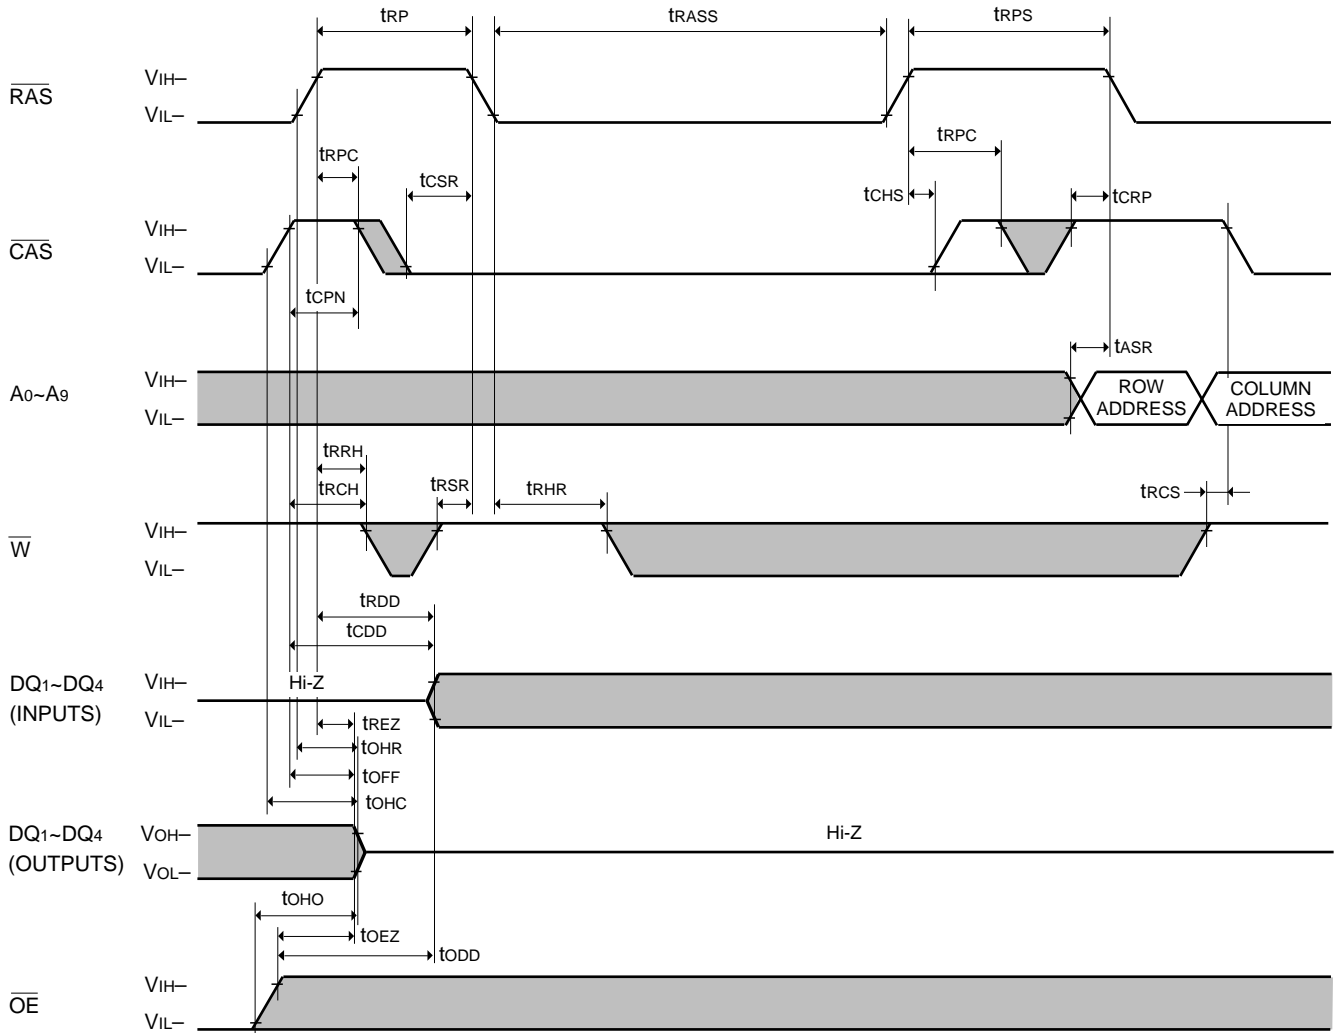 tRP tRASS tRPS
RAS VIH–
VIL–
tRPC tRPC
tCSR tCHS tCRP
CAS VIH–
VIL–
tCPN
tASR
A0~A9 VIH–
VIL–
ROW
ADDRESS
COLUMN
ADDRESS
tRRH
tRCH tRSR tRHR tRCS
W VIH–
VIL–
tRDD
tCDD
DQ1~DQ4
(INPUTS)
VIH–
VIL–
Hi-Z
tREZ
tOHR
tOFF
tOHC
DQ1~DQ4
(OUTPUTS)
VOH–
VOL–
Hi-Z
tOHO
tOEZ
tODD
OE VIH–
VIL–